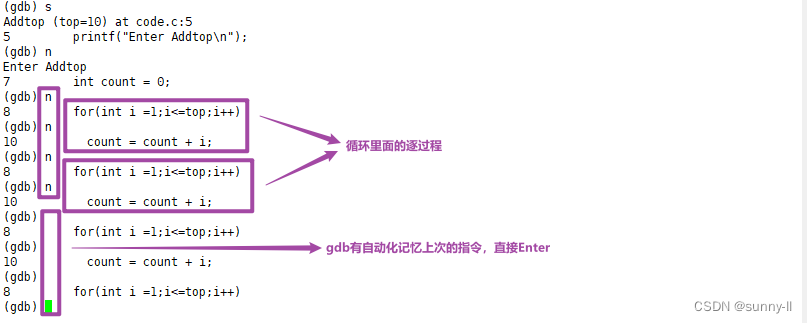 (gdb) s
Addtop (top=10) at code.c:5
5 printf("Enter Addtop\n");
(gdb) n
Enter Addtop
7 int count = 0;
(gdb) n
8 for(int i =1;i<=top;i++)
(gdb) n
10 count = count + i;
(gdb) n
8 for(int i =1;i<=top;i++)
(gdb) n
10 count = count + i;
(gdb)
8 for(int i =1;i<=top;i++)
(gdb)
10 count = count + i;
(gdb)
8 for(int i =1;i<=top;i++)
(gdb)
循环里面的逐过程
gdb有自动化记忆上次的指令，直接Enter
CSDN @sunny-ll